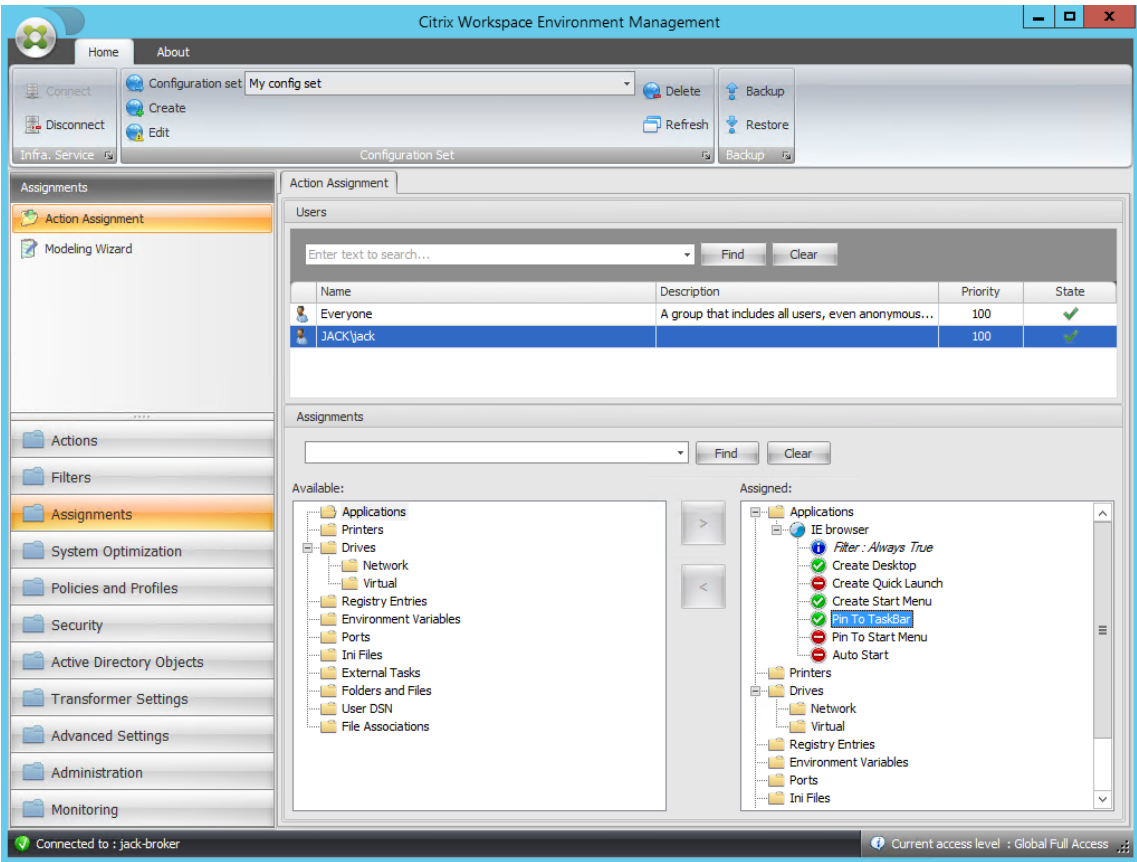 Citrix Workspace Environment Management
Home About
Connect
Disconnect
Infra. Service
Configuration set My config set
Create
Edit
Delete
Refresh
Configuration Set
Backup
Restore
Backup
Assignments
Action Assignment
Modeling Wizard
Actions
Filters
Assignments
System Optimization
Policies and Profiles
Security
Active Directory Objects
Transformer Settings
Advanced Settings
Administration
Monitoring
Action Assignment
Users
Enter text to search... Find Clear
Name Description Priority State
Everyone A group that includes all users, even anonymous... 100
JACK\jack 100
Assignments
Find Clear
Available:
Applications
Printers
Drives
Network
Virtual
Registry Entries
Environment Variables
Ports
Ini Files
External Tasks
Folders and Files
User DSN
File Associations
>
<
Assigned:
Applications
IE browser
Filter : Always True
Create Desktop
Create Quick Launch
Create Start Menu
Pin To TaskBar
Pin To Start Menu
Auto Start
Printers
Drives
Network
Virtual
Registry Entries
Environment Variables
Ports
Ini Files
Connected to : jack-broker
Current access level : Global Full Access